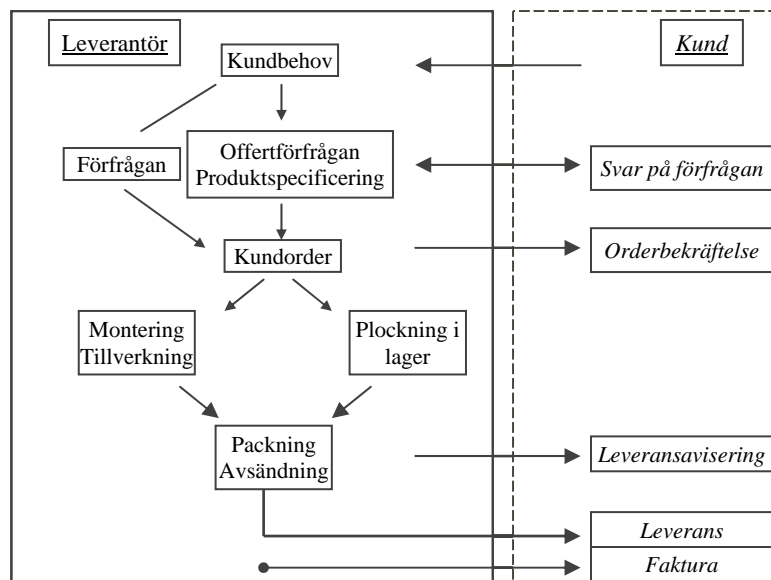 Leverantör
Kund
Kundbehov
Förfrågan
Offertförfrågan
Produktspecificering
Svar på förfrågan
Kundorder
Orderbekräftelse
Montering
Tillverkning
Plockning i
lager
Packning
Avsändning
Leveransavisering
Leverans
Faktura